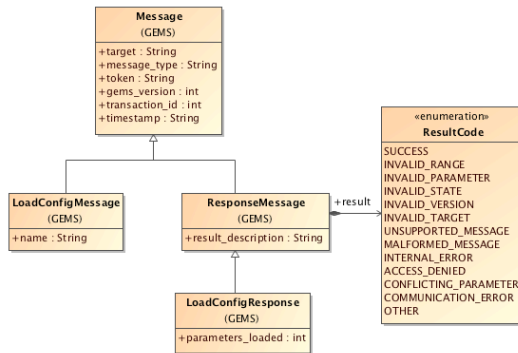 Message
(GEMS)
+target : String
+message_type : String
+token : String
+gems_version : int
+transaction_id : int
+timestamp : String
«enumeration»
ResultCode
SUCCESS
INVALID_RANGE
INVALID_PARAMETER
INVALID_STATE
INVALID_VERSION
INVALID_TARGET
UNSUPPORTED_MESSAGE
MALFORMED_MESSAGE
INTERNAL_ERROR
ACCESS_DENIED
CONFLICTING_PARAMETER
COMMUNICATION_ERROR
OTHER
LoadConfigMessage
(GEMS)
+name : String
ResponseMessage
(GEMS)
+result_description : String
+result
LoadConfigResponse
(GEMS)
+parameters_loaded : int